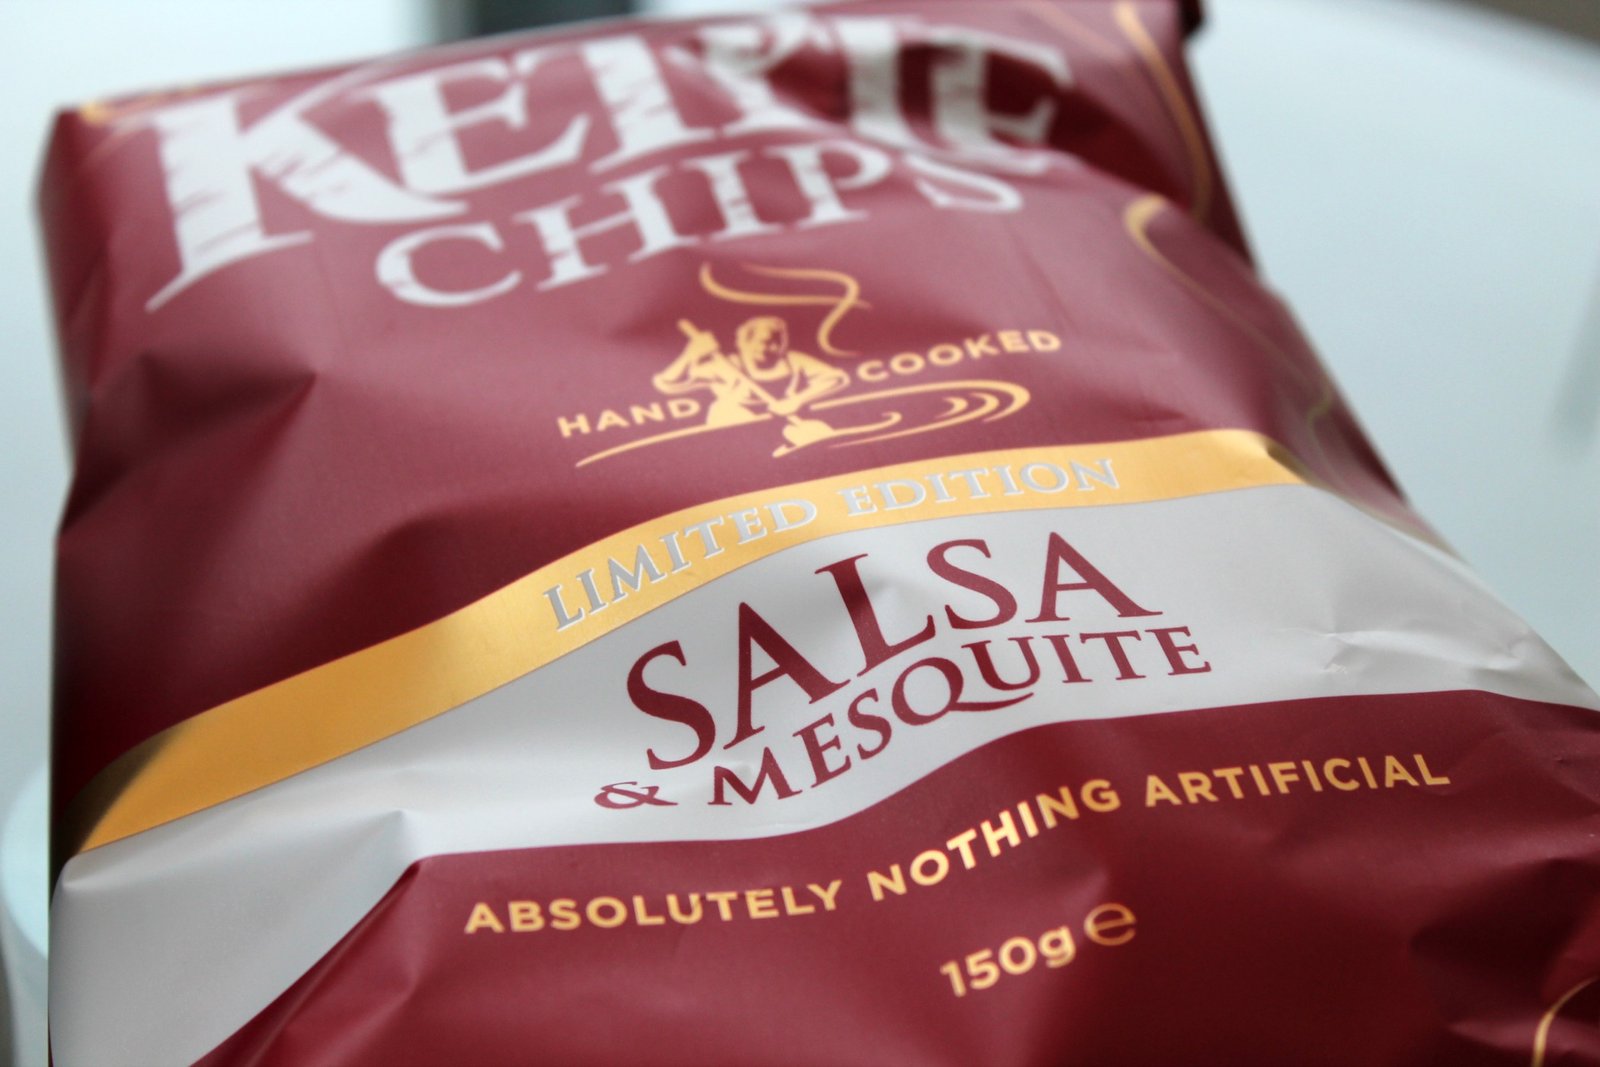 KETTLE
CHIPS
HAND COOKED
LIMITED EDITION
SALSA
& MESQUITE
ABSOLUTELY NOTHING ARTIFICIAL
150g ℮